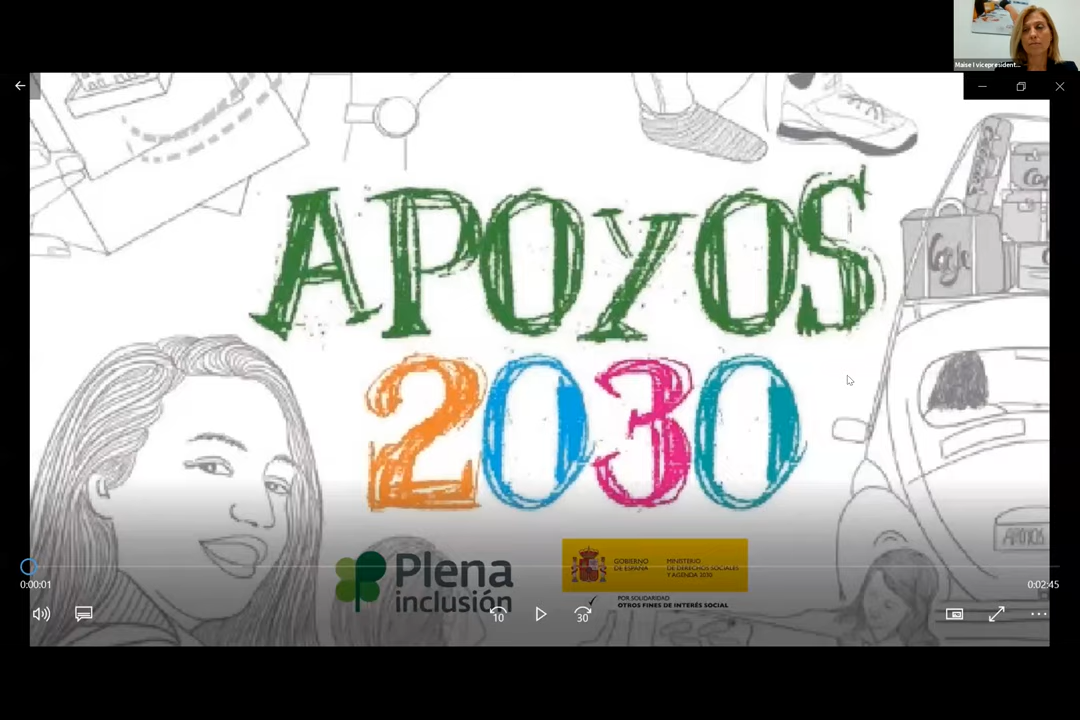 Maise I vicepresident...
APOYOS
2030
Plena
inclusión
GOBIERNO
DE ESPAÑA
MINISTERIO
DE DERECHOS SOCIALES
Y AGENDA 2030
POR SOLIDARIDAD
OTROS FINES DE INTERÉS SOCIAL
APOYOS
0:00:01
0:02:45
10
30